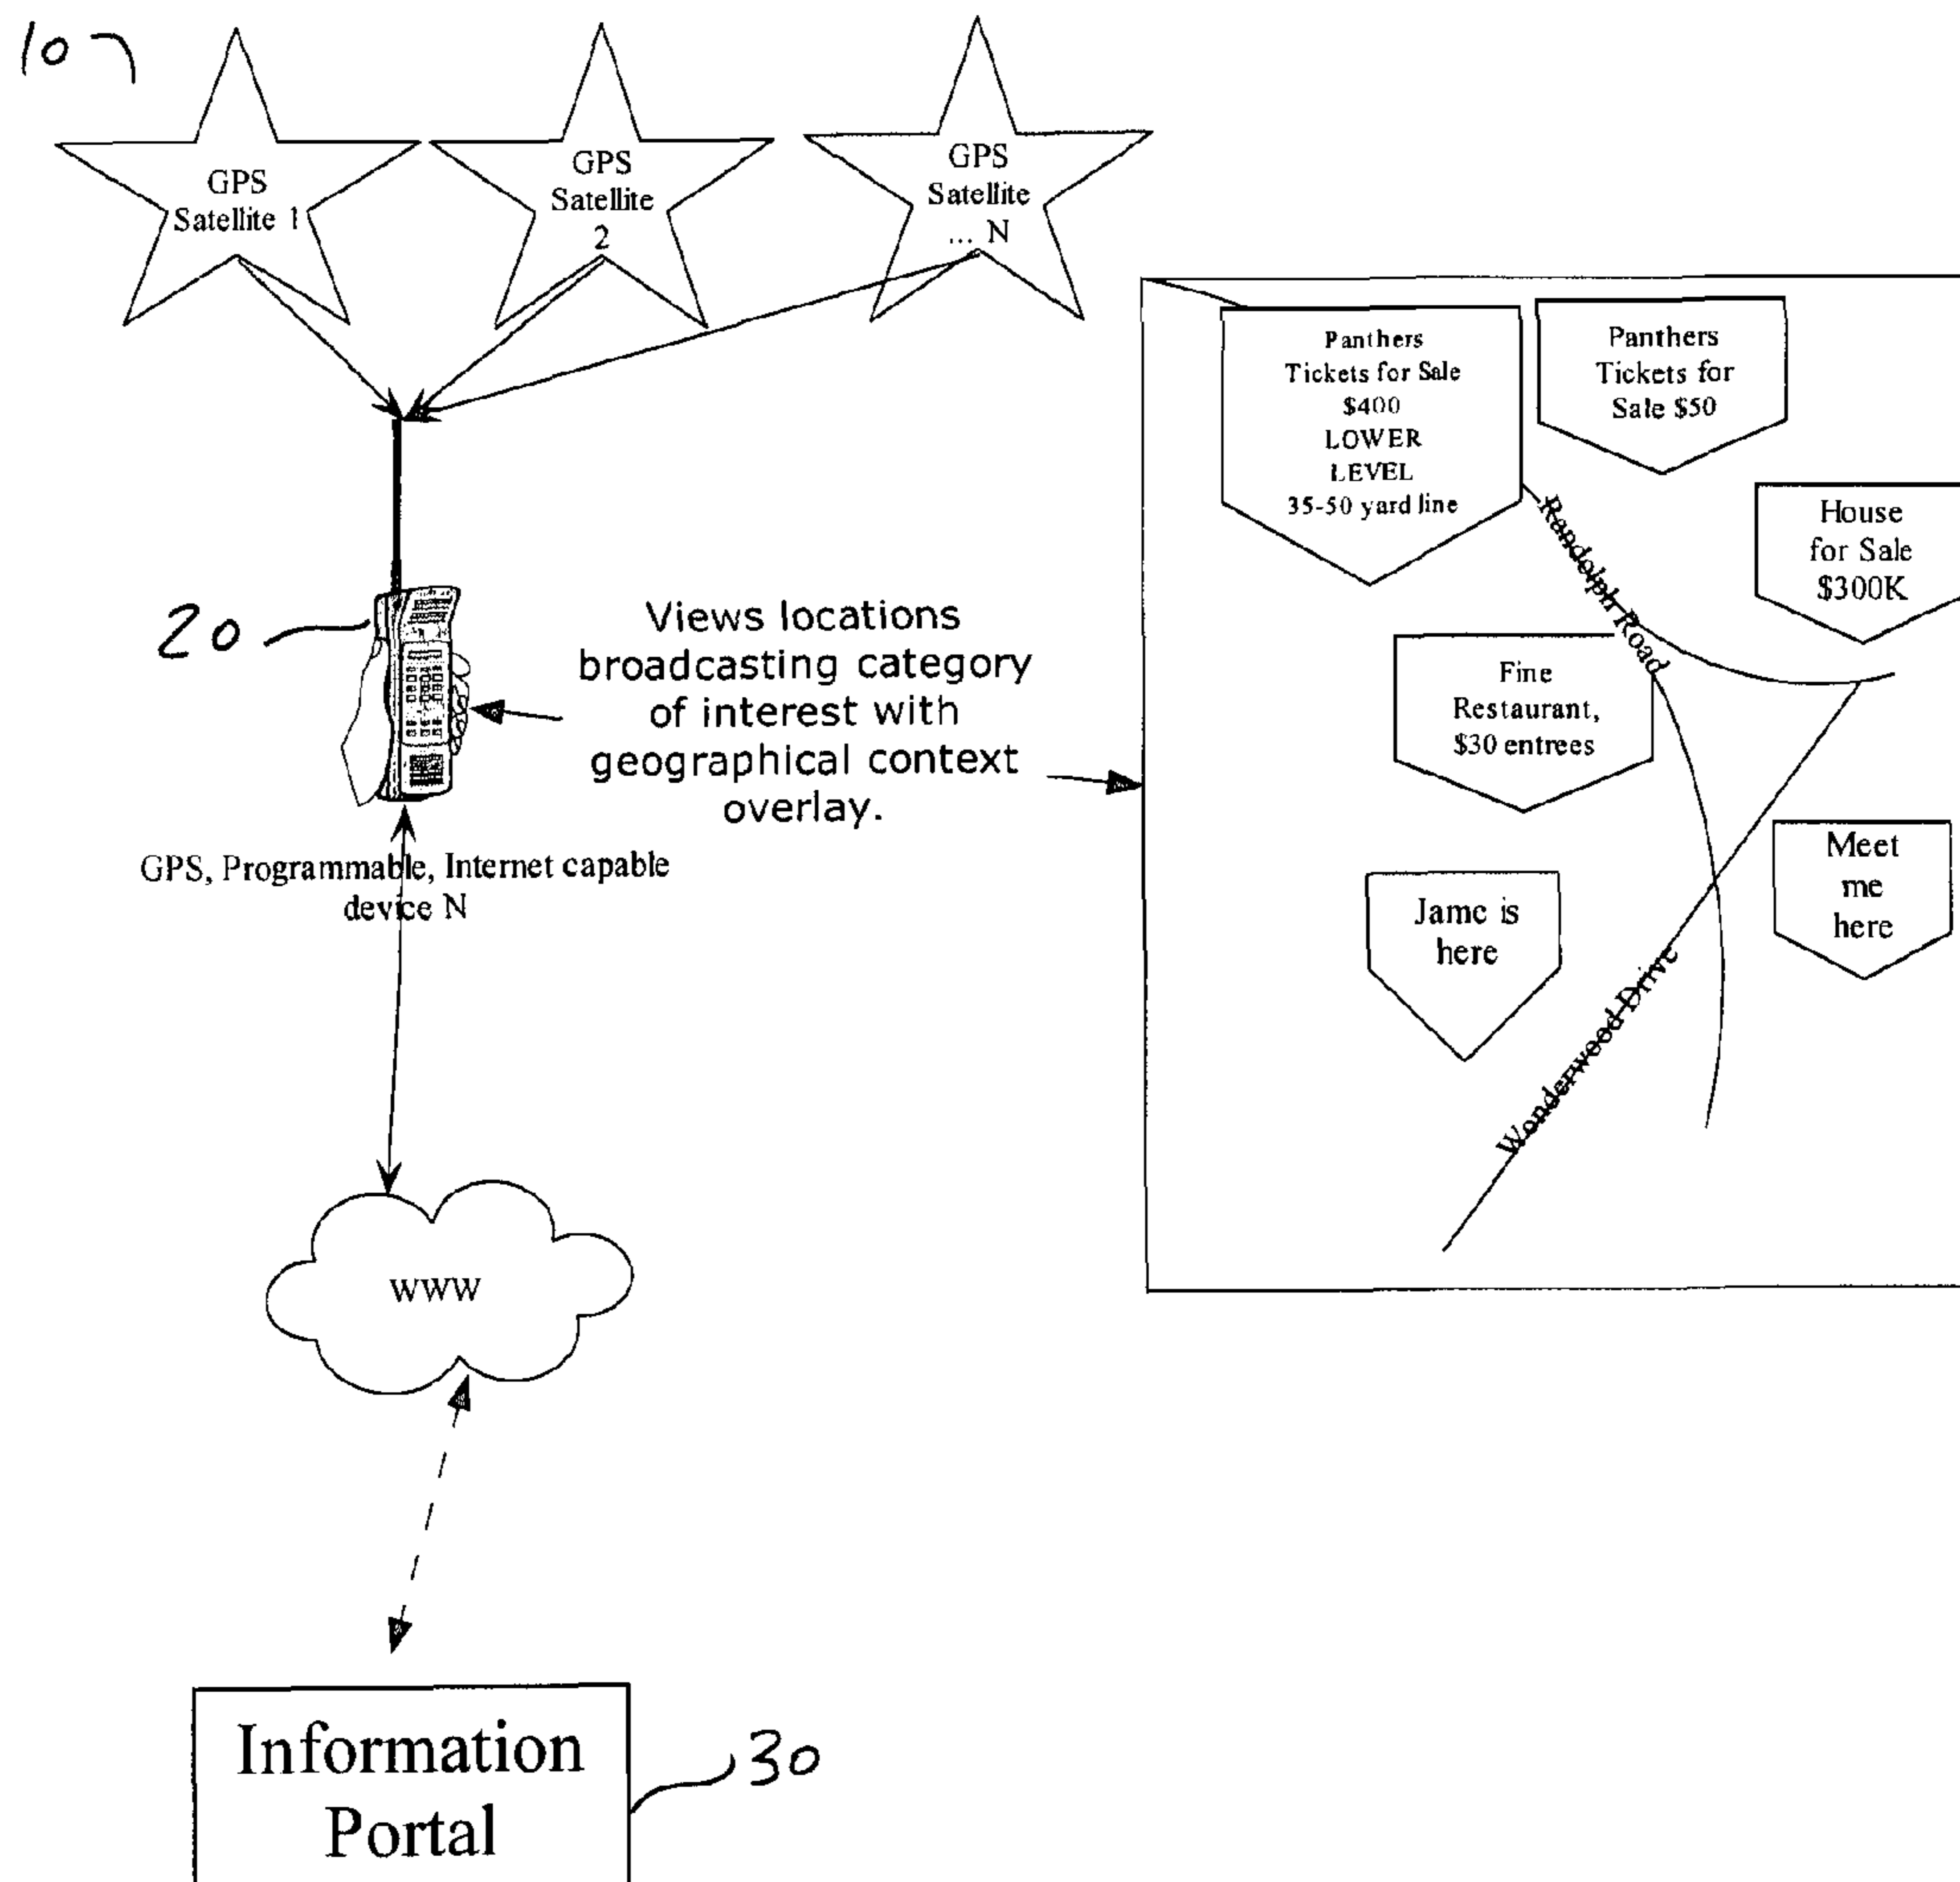 10
GPS
Satellite 1
GPS
Satellite
2
GPS
Satellite
... N
20
Views locations
broadcasting category
of interest with
geographical context
overlay.
GPS, Programmable, Internet capable
device N
Panthers
Tickets for Sale
$400
LOWER
LEVEL
35-50 yard line
Panthers
Tickets for
Sale $50
House
for Sale
$300K
Randolph Road
Fine
Restaurant,
$30 entrees
Meet
me
here
Jame is
here
Wonderwood Drive
www
Information
Portal
30